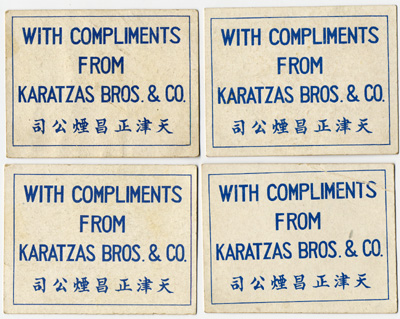 WITH COMPLIMENTS
FROM
KARATZAS BROS. & CO.
天津正昌煙公司
WITH COMPLIMENTS
FROM
KARATZAS BROS. & CO.
天津正昌煙公司
WITH COMPLIMENTS
FROM
KARATZAS BROS. & CO.
天津正昌煙公司
WITH COMPLIMENTS
FROM
KARATZAS BROS. & CO.
天津正昌煙公司